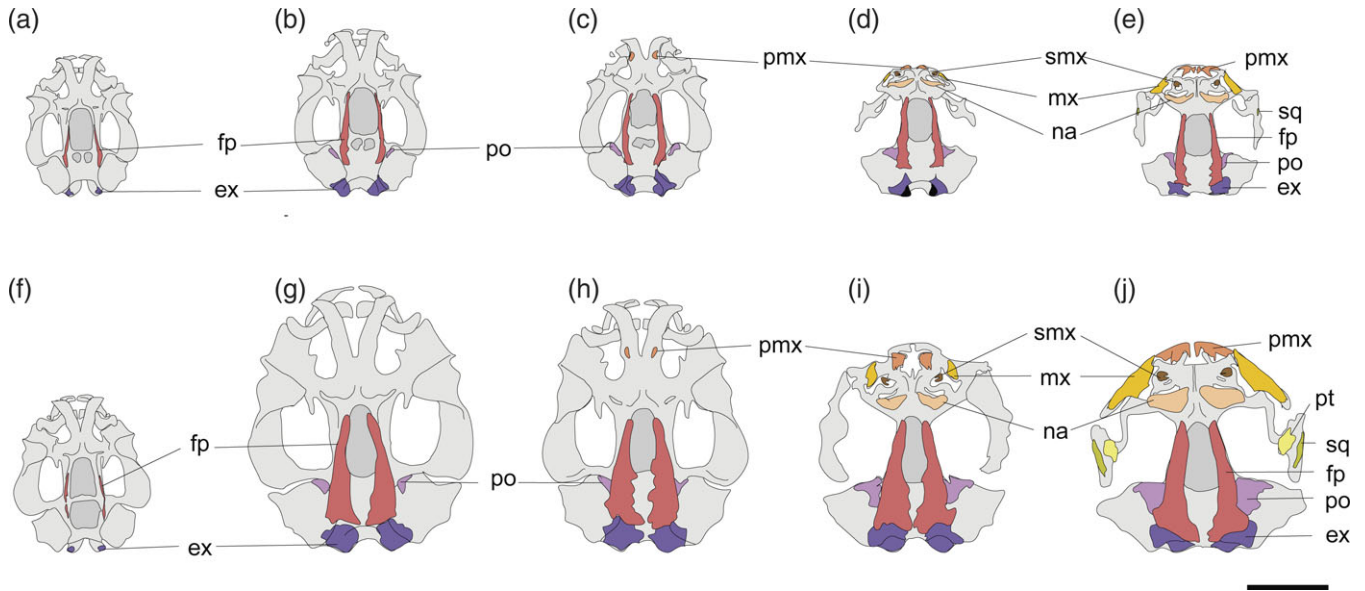 (a) (b) (c) (d) (e)
pmx smx pmx
mx
na sq
fp po fp
po
ex ex
(f) (g) (h) (i) (j)
pmx smx pmx
mx
pt
na sq
fp fp
po po
ex ex